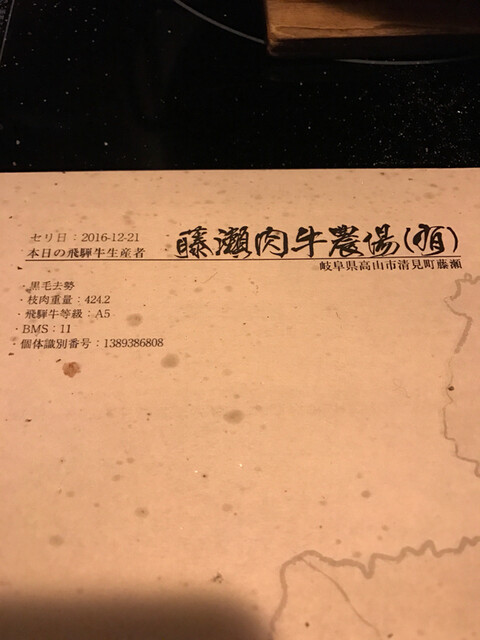 セリ日：2016-12-21
本日の飛騨牛生産者 藤瀬肉牛農場(有)
岐阜県高山市清見町藤瀬
・黒毛去勢
・枝肉重量：424.2
・飛騨牛等級：A5
・BMS：11
・個体識別番号：1389386808